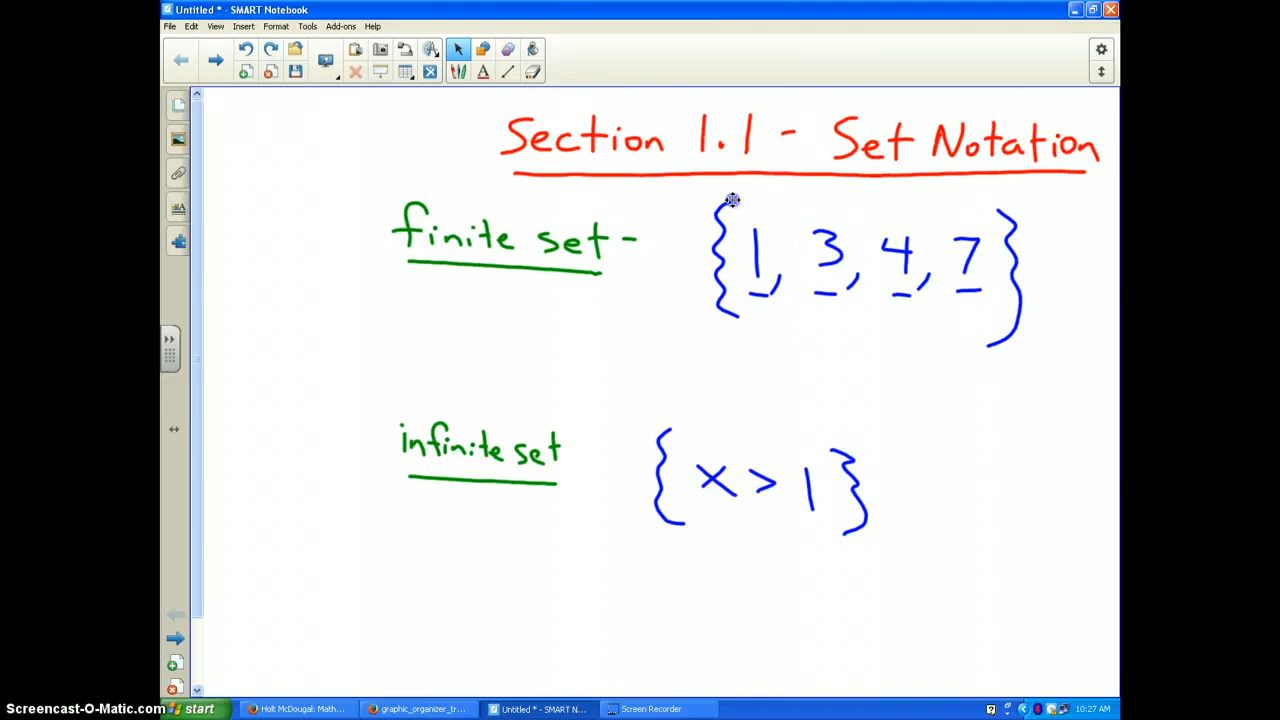 Untitled * - SMART Notebook
File Edit View Insert Format Tools Add-ons Help
Section 1.1 - Set Notation
finite set - { 1, 3, 4, 7 }
infinite set { x > 1 }
Screencast-O-Matic.com
start Holt McDougal: Math... graphic_organizer_tr... Untitled * - SMART N... Screen Recorder 10:27 AM